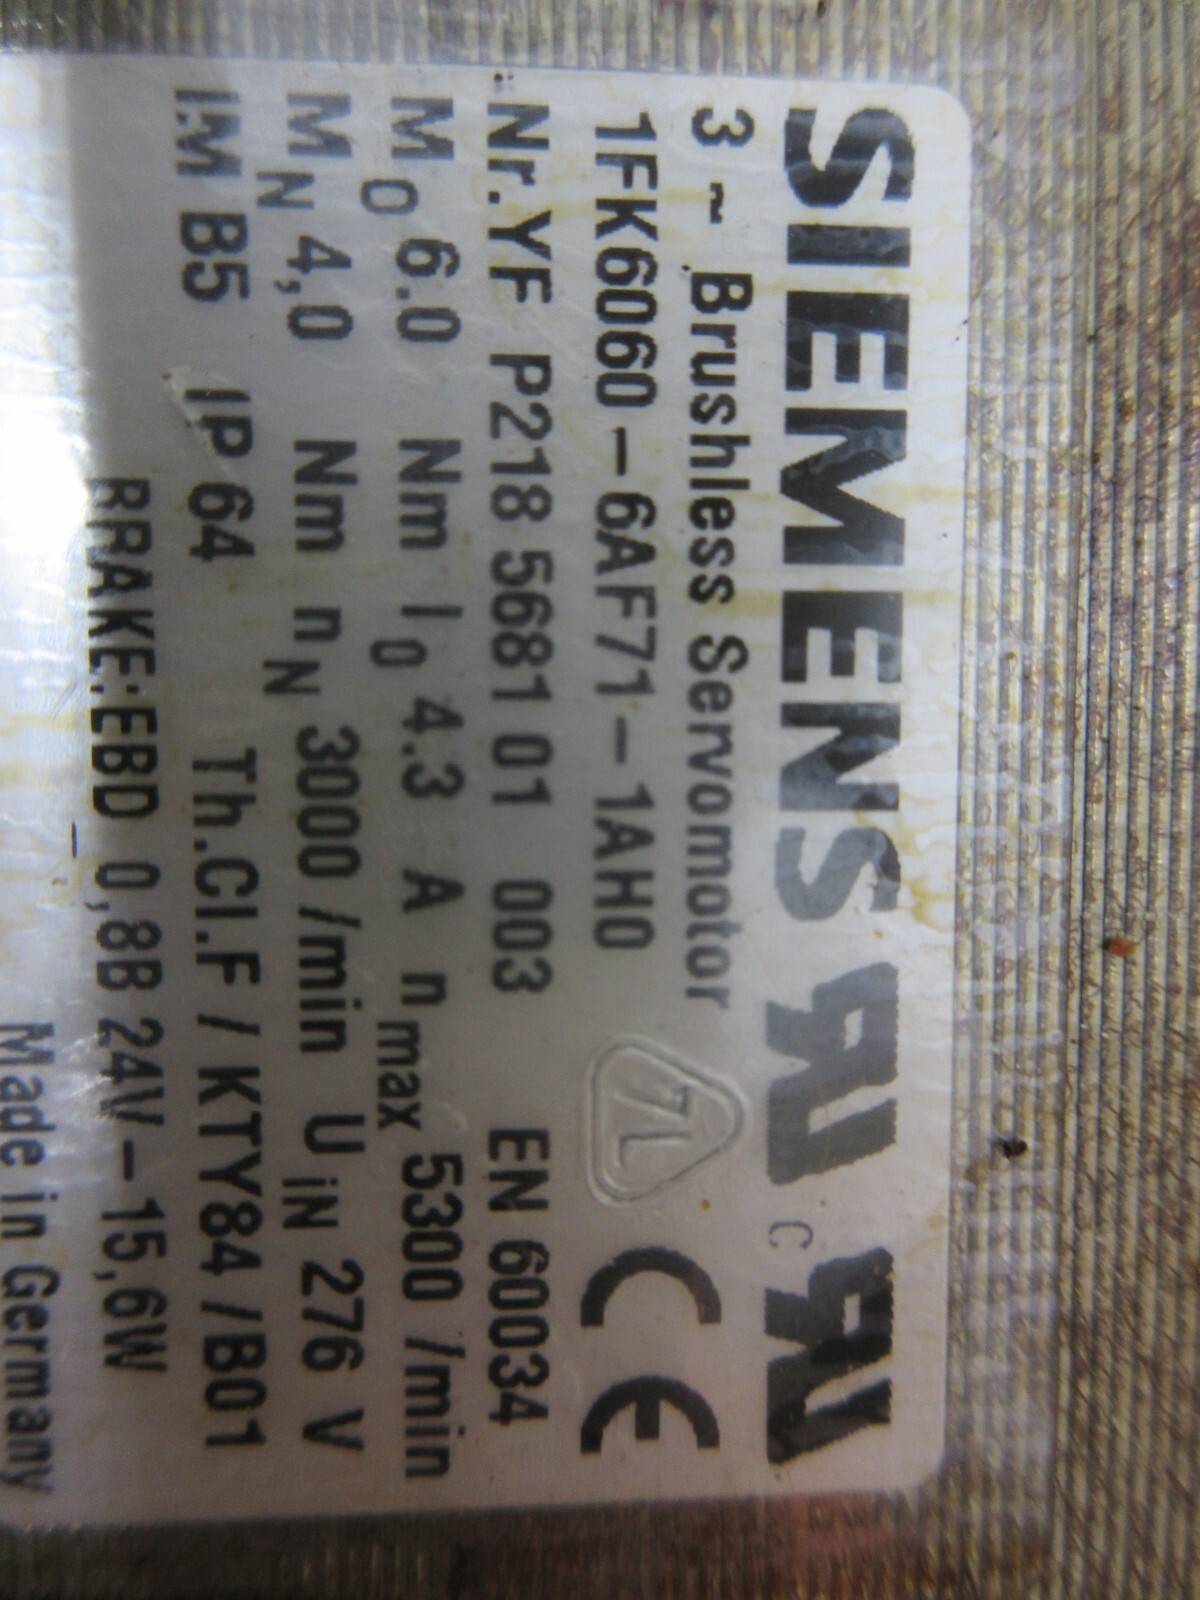 SIEMENS
3 ~ Brushless Servomotor
1FK6060-6AF71-1AH0
Nr.YF P218 5681 01 003 EN 60034
M0 6.0 Nm I0 4.3 A nmax 5300 /min
MN 4,0 Nm nN 3000 /min UIN 276 V
IM B5 IP 64 Th.Cl.F / KTY84 /B01
BRAKE:EBD 0,8B 24V-15,6W
Made in Germany